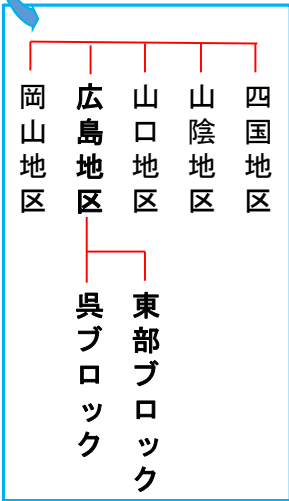 岡山地区
広島地区
山口地区
山陰地区
四国地区
呉ブロック
東部ブロック